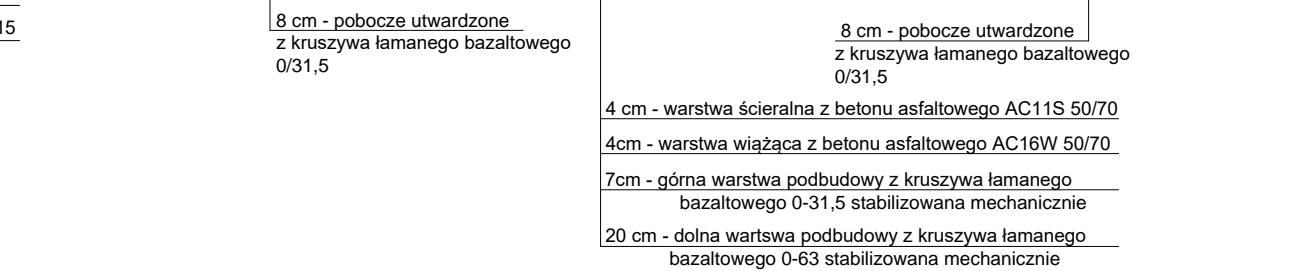 15
8 cm - pobocze utwardzone
z kruszywa łamanego bazaltowego
0/31,5
8 cm - pobocze utwardzone
z kruszywa łamanego bazaltowego
0/31,5
4 cm - warstwa ścieralna z betonu asfaltowego AC11S 50/70
4cm - warstwa wiążąca z betonu asfaltowego AC16W 50/70
7cm - górna warstwa podbudowy z kruszywa łamanego
bazaltowego 0-31,5 stabilizowana mechanicznie
20 cm - dolna wartswa podbudowy z kruszywa łamanego
bazaltowego 0-63 stabilizowana mechanicznie